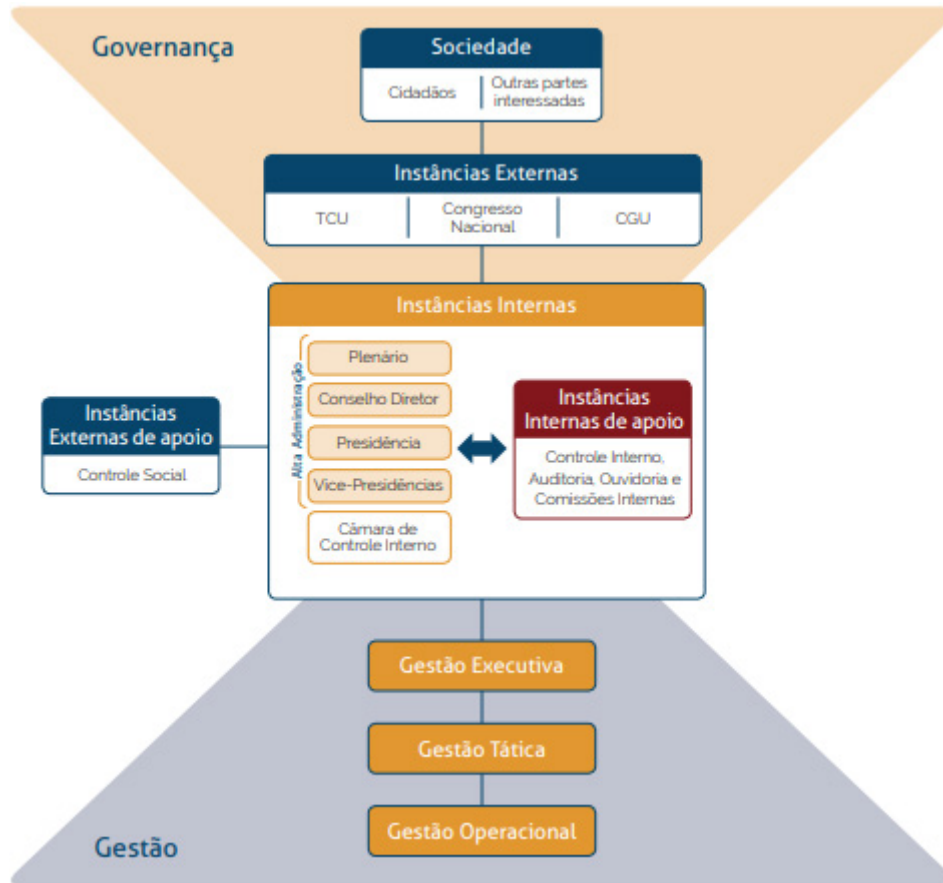 Governança
Sociedade
Cidadãos
Outras partes
interessadas
Instâncias Externas
TCU
Congresso
Nacional
CGU
Instâncias Internas
Alta Administração
Plenário
Conselho Diretor
Presidência
Vice-Presidências
Câmara de
Controle Interno
Instâncias
Externas de apoio
Controle Social
Instâncias
Internas de apoio
Controle Interno,
Auditoria, Ouvidoria e
Comissões Internas
Gestão Executiva
Gestão Tática
Gestão Operacional
Gestão